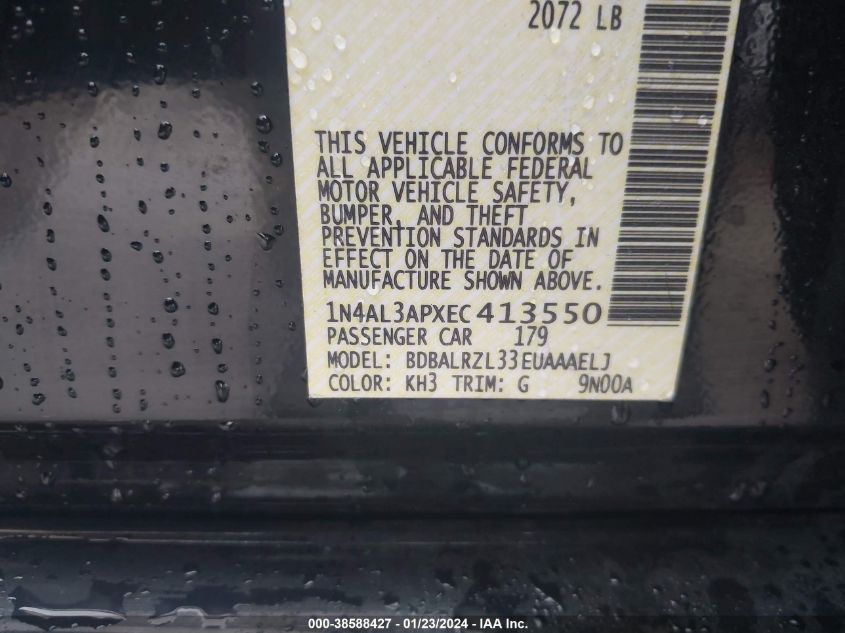 2072 LB
THIS VEHICLE CONFORMS TO
ALL APPLICABLE FEDERAL
MOTOR VEHICLE SAFETY,
BUMPER, AND THEFT
PREVENTION STANDARDS IN
EFFECT ON THE DATE OF
MANUFACTURE SHOWN ABOVE.
1N4AL3APXEC 413550
PASSENGER CAR 179
MODEL: BDBALRZL33EUAAAELJ
COLOR: KH3 TRIM: G 9N00A
000-38588427 - 01/23/2024 - IAA Inc.